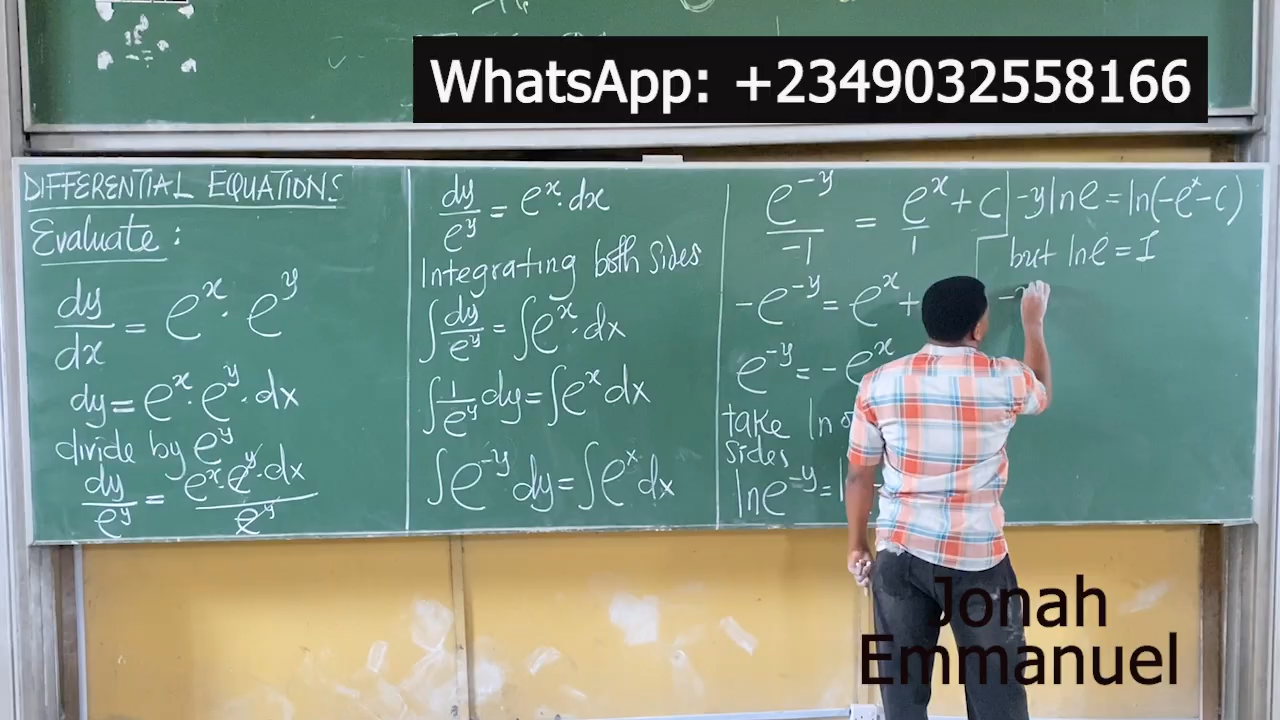 WhatsApp: +2349032558166
DIFFERENTIAL EQUATIONS
Evaluate:
dy/dx = e^x · e^y
dy = e^x · e^y · dx
divide by e^y
dy/e^y = e^x · e^y · dx / e^y
dy/e^y = e^x · dx
Integrating both sides
∫ dy/e^y = ∫ e^x · dx
∫ 1/e^y dy = ∫ e^x dx
∫ e^-y dy = ∫ e^x dx
e^-y/-1 = e^x/1 + C
-e^-y = e^x +
e^-y = -e^x
take ln
sides
ln e^-y =
-y ln e = ln(-e^x - c)
but ln e = 1
Jonah
Emmanuel